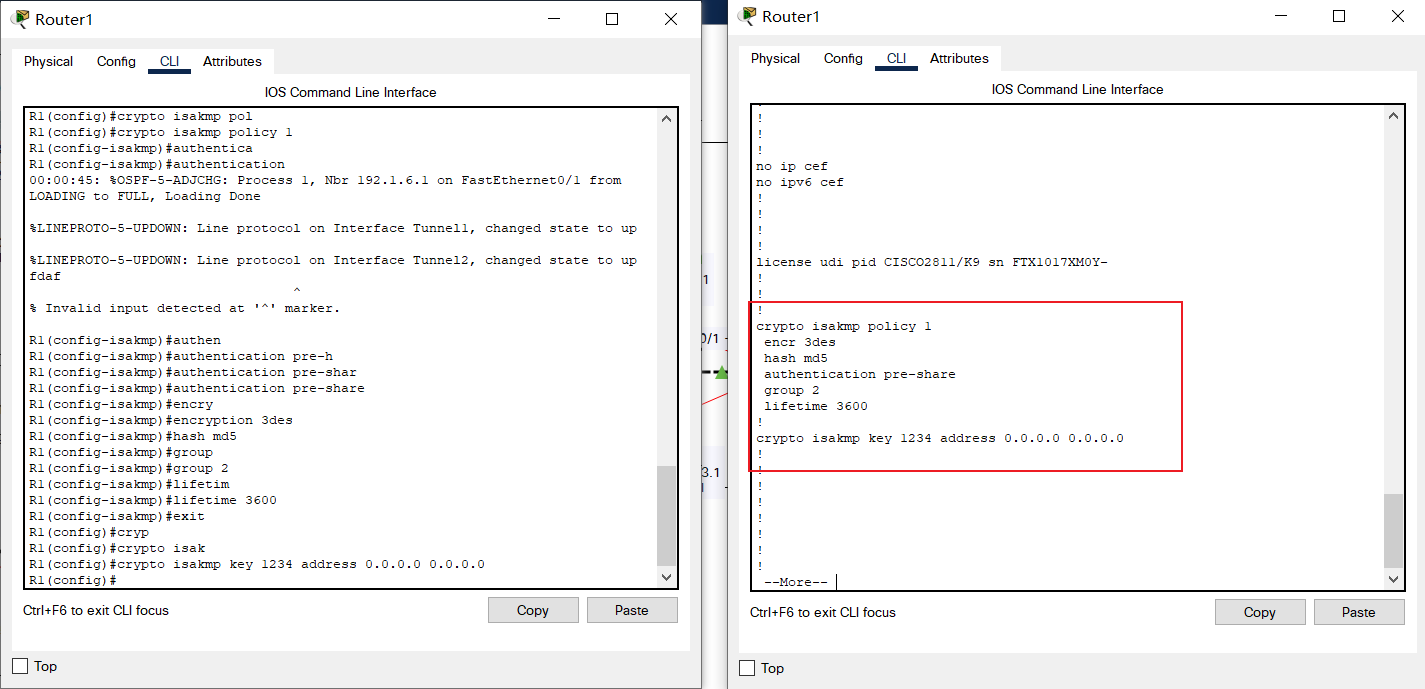 Router1
Physical Config CLI Attributes
IOS Command Line Interface
R1(config)#crypto isakmp pol
R1(config)#crypto isakmp policy 1
R1(config-isakmp)#authentica
R1(config-isakmp)#authentication
00:00:45: %OSPF-5-ADJCHG: Process 1, Nbr 192.1.6.1 on FastEthernet0/1 from
LOADING to FULL, Loading Done
%LINEPROTO-5-UPDOWN: Line protocol on Interface Tunnel1, changed state to up
%LINEPROTO-5-UPDOWN: Line protocol on Interface Tunnel2, changed state to up
fdaf
^
% Invalid input detected at '^' marker.
R1(config-isakmp)#authen
R1(config-isakmp)#authentication pre-h
R1(config-isakmp)#authentication pre-shar
R1(config-isakmp)#authentication pre-share
R1(config-isakmp)#encry
R1(config-isakmp)#encryption 3des
R1(config-isakmp)#hash md5
R1(config-isakmp)#group
R1(config-isakmp)#group 2
R1(config-isakmp)#lifetim
R1(config-isakmp)#lifetime 3600
R1(config-isakmp)#exit
R1(config)#cryp
R1(config)#crypto isak
R1(config)#crypto isakmp key 1234 address 0.0.0.0 0.0.0.0
R1(config)#
Ctrl+F6 to exit CLI focus
Copy Paste
Top
1
0/1
3.1
Router1
Physical Config CLI Attributes
IOS Command Line Interface
!
!
!
!
no ip cef
no ipv6 cef
!
!
!
!
license udi pid CISCO2811/K9 sn FTX1017XM0Y-
!
!
!
crypto isakmp policy 1
encr 3des
hash md5
authentication pre-share
group 2
lifetime 3600
!
crypto isakmp key 1234 address 0.0.0.0 0.0.0.0
!
!
!
!
!
!
!
!
--More--
Ctrl+F6 to exit CLI focus
Copy Paste
Top